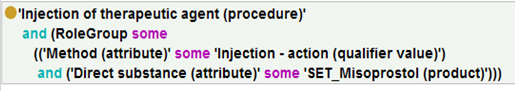 'Injection of therapeutic agent (procedure)'
and (RoleGroup some
(('Method (attribute)' some 'Injection - action (qualifier value)')
and ('Direct substance (attribute)' some 'SET_Misoprostol (product)')))